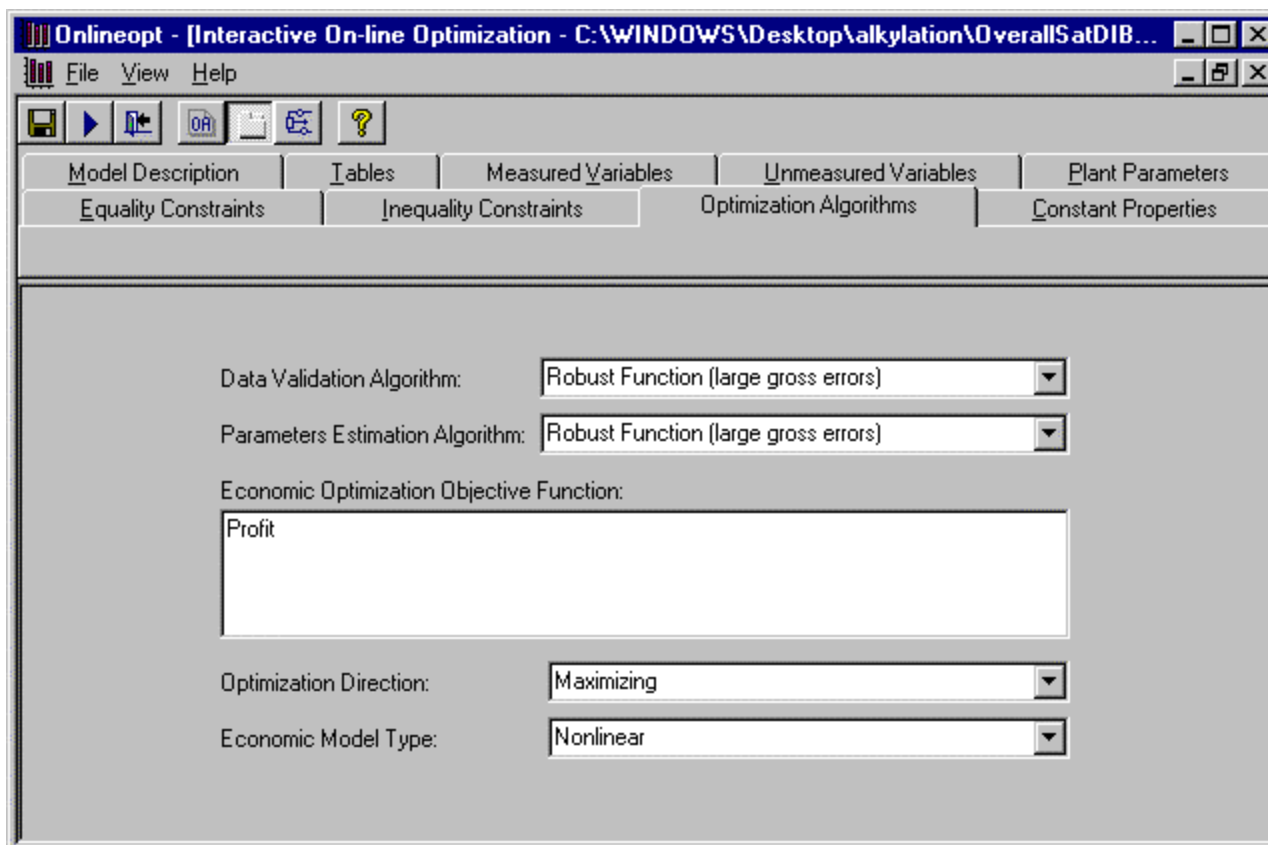 Onlineopt - [Interactive On-line Optimization - C:\WINDOWS\Desktop\alkylation\OverallSatDIB...
File View Help
OA ?
Model Description Tables Measured Variables Unmeasured Variables Plant Parameters
Equality Constraints Inequality Constraints Optimization Algorithms Constant Properties
Data Validation Algorithm: Robust Function (large gross errors)
Parameters Estimation Algorithm: Robust Function (large gross errors)
Economic Optimization Objective Function:
Profit
Optimization Direction: Maximizing
Economic Model Type: Nonlinear